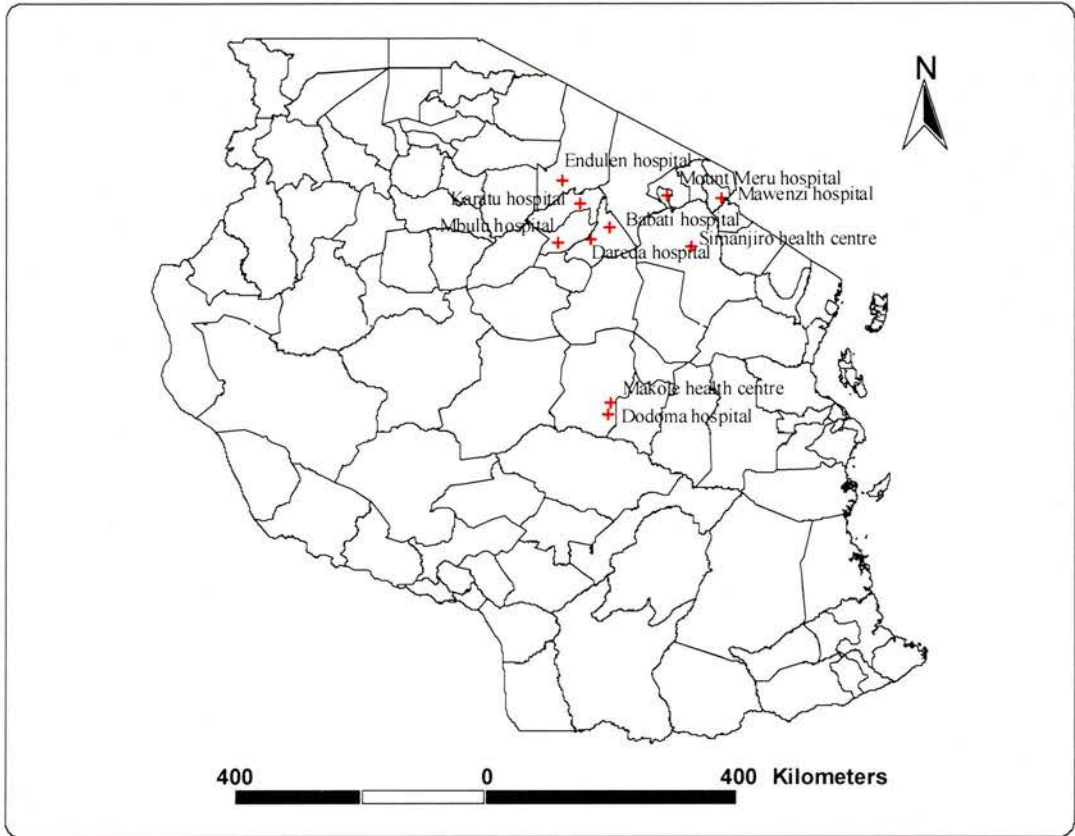 N
Endulen hospital
Mount Meru hospital
Karatu hospital
Mawenzi hospital
Mbulu hospital
Babati hospital
Simanjiro health centre
Dareda hospital
Makole health centre
Dodoma hospital
400 0 400 Kilometers